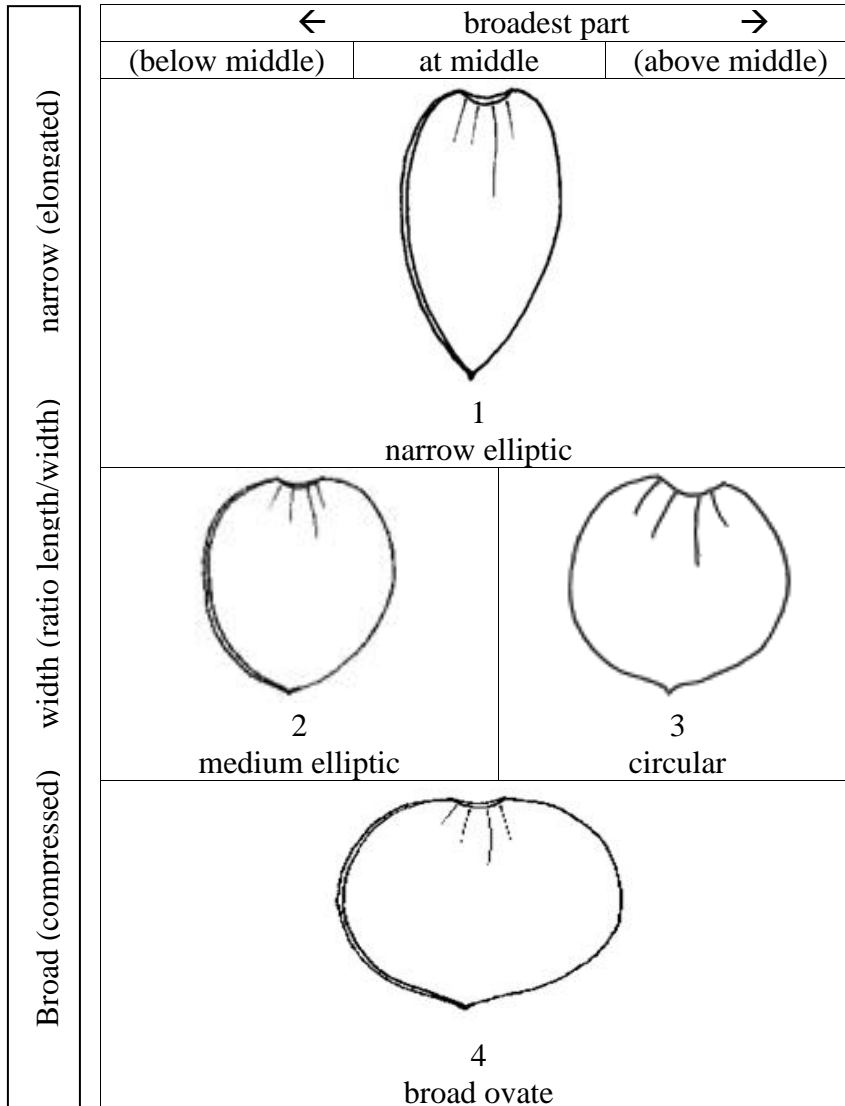 ← broadest part →
(below middle) at middle (above middle)
narrow (elongated)
1
narrow elliptic
width (ratio length/width)
2 3
medium elliptic circular
Broad (compressed)
4
broad ovate